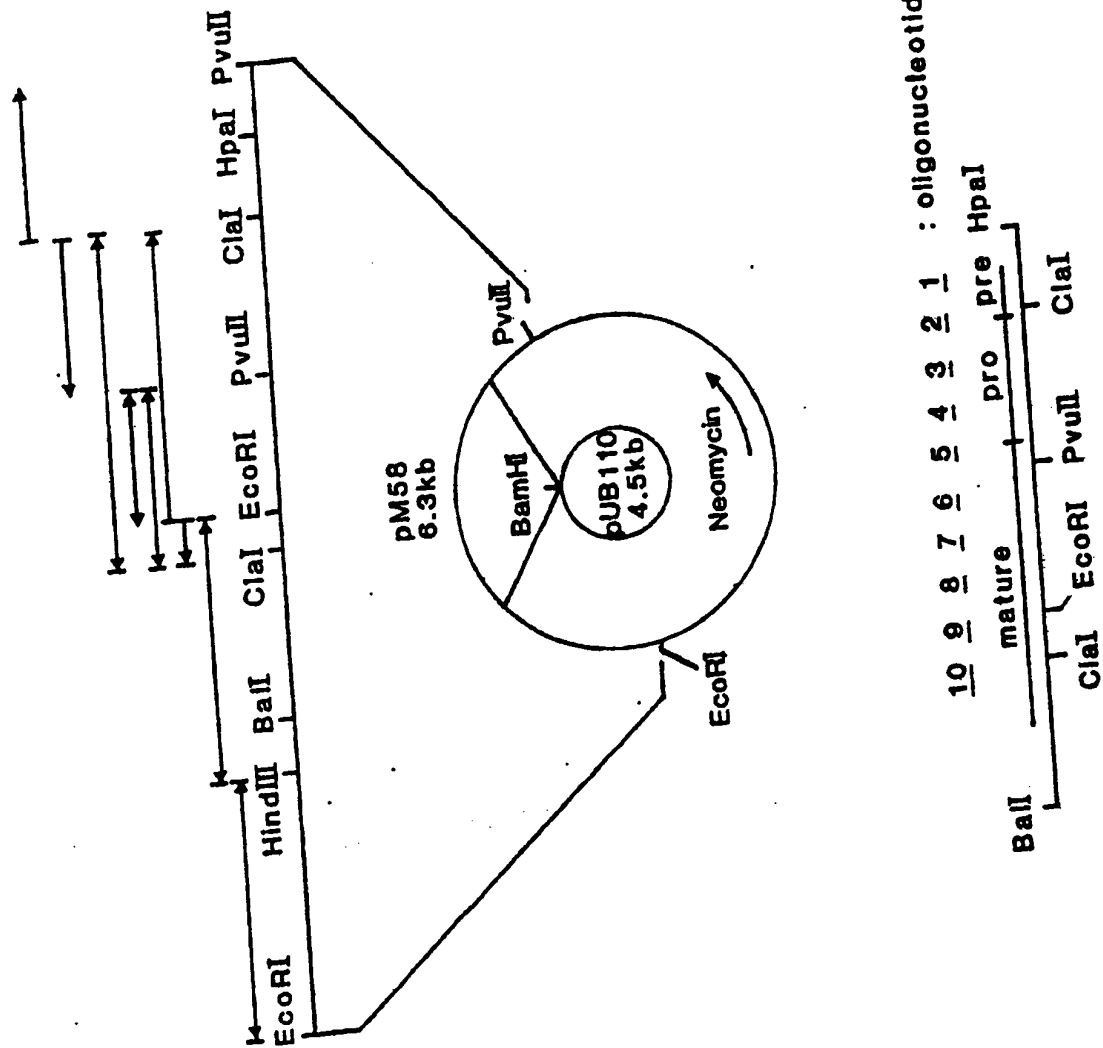 EcoRI HindIII BalI ClaI EcoRI PvuII ClaI HpaI PvuII
pM58
6.3kb
BamHI
PvuII
pUB110
4.5kb
Neomycin
EcoRI
10 9 8 7 6 5 4 3 2 1 : oligonucleotid
mature pro pre
BalI HpaI
ClaI EcoRI PvuII ClaI